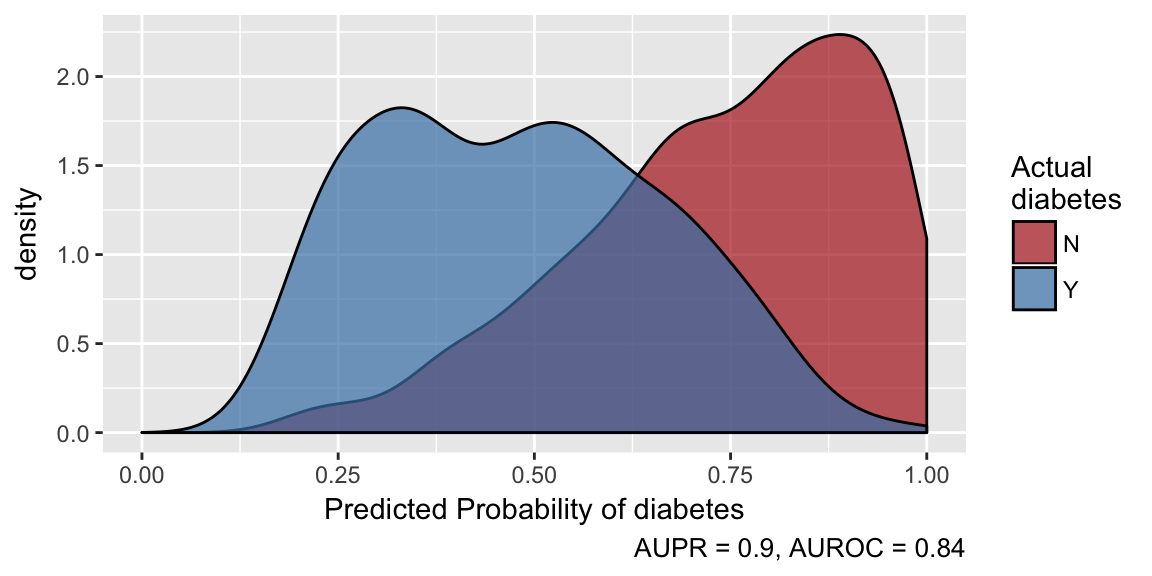 2.0
1.5
1.0
0.5
0.0
density
0.00 0.25 0.50 0.75 1.00
Predicted Probability of diabetes
AUPR = 0.9, AUROC = 0.84
Actual
diabetes
N
Y